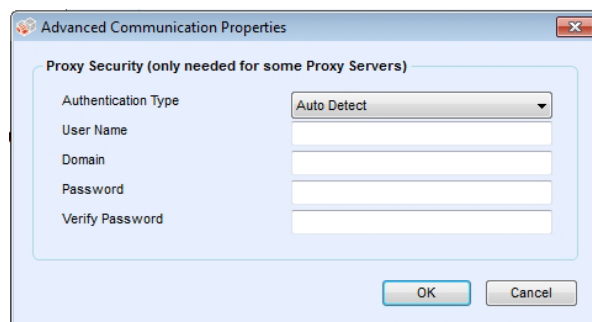 Advanced Communication Properties
Proxy Security (only needed for some Proxy Servers)
Authentication Type
Auto Detect
User Name
Domain
Password
Verify Password
OK
Cancel